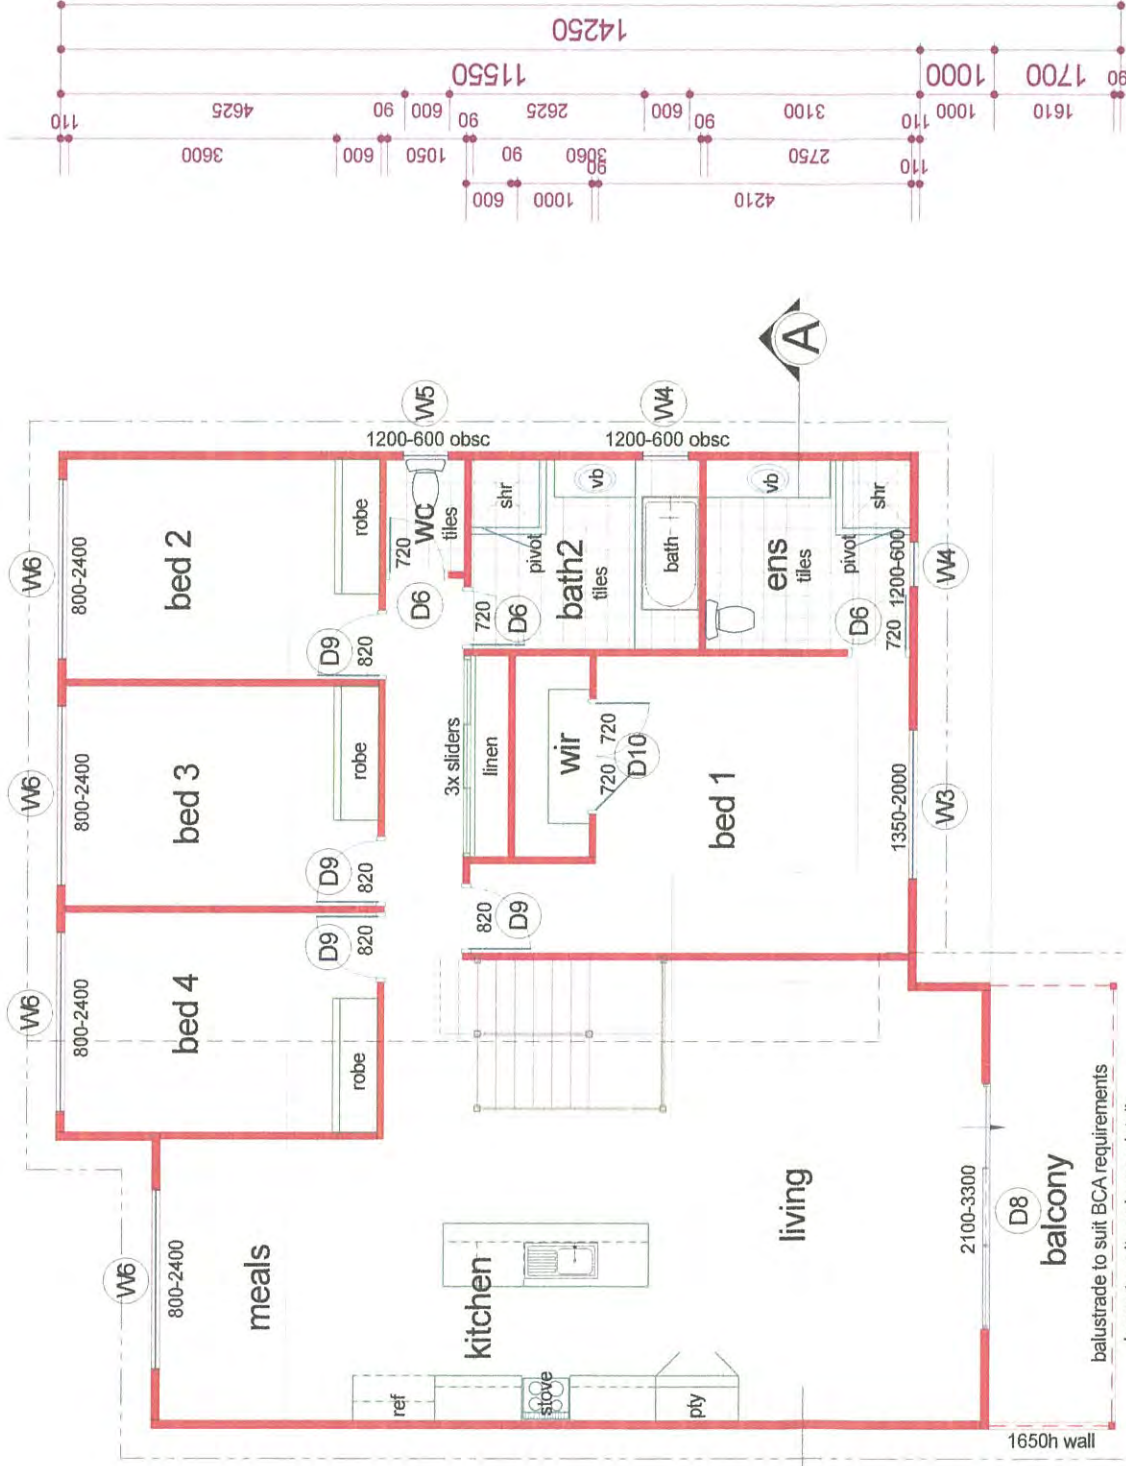 14250
11550
1000
1700
90
110
4625
90
600
90
2625
600
3100
110
1000
1610
3600
600
1050
90
3060
90
2750
110
600
1000
90
4210
W6
W6
W6
W6
800-2400
800-2400
800-2400
800-2400
bed 2
bed 3
bed 4
robe
robe
robe
D9
820
D9
820
D9
820
D9
820
1200-600 obsc
W5
1200-600 obsc
W4
WC
tiles
720
D6
shr
pivot
vb
bath2
tiles
720
D6
bath
A
ens
tiles
vb
shr
pivot
1200-600
W4
D6
720
3x sliders
linen
wir
720
720
D10
bed 1
1350-2000
W3
meals
kitchen
ref
stove
pty
living
2100-3300
D8
balcony
balustrade to suit BCA requirements
1650h wall